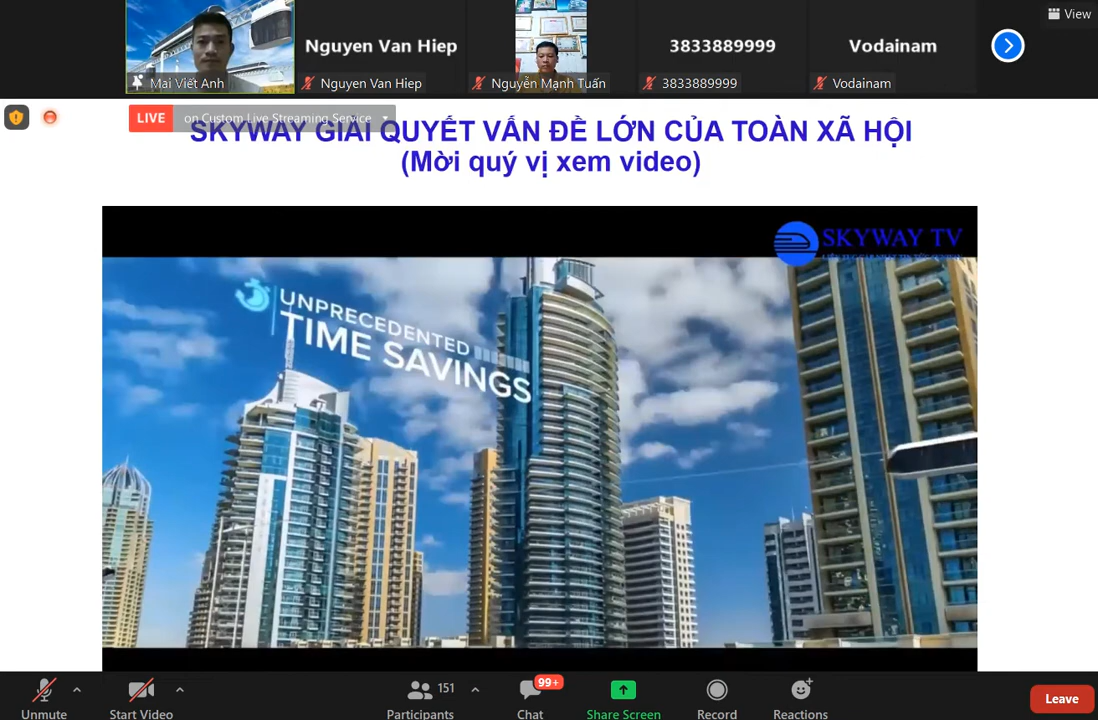 View
Nguyen Van Hiep
3833889999
Vodainam
Mai Viết Anh
Nguyen Van Hiep
Nguyễn Mạnh Tuấn
3833889999
Vodainam
LIVE on Custom Live Streaming Service
SKYWAY GIẢI QUYẾT VẤN ĐỀ LỚN CỦA TOÀN XÃ HỘI
(Mời quý vị xem video)
SKYWAY TV
UNPRECEDENTED
TIME SAVINGS
151
99+
Unmute
Start Video
Participants
Chat
Share Screen
Record
Reactions
Leave